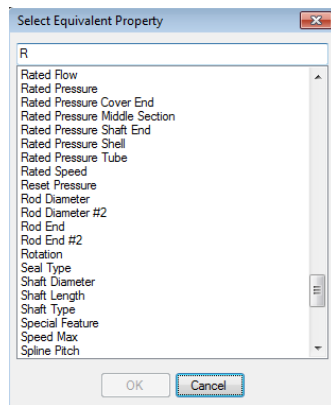 Select Equivalent Property
R
Rated Flow
Rated Pressure
Rated Pressure Cover End
Rated Pressure Middle Section
Rated Pressure Shaft End
Rated Pressure Shell
Rated Pressure Tube
Rated Speed
Reset Pressure
Rod Diameter
Rod Diameter #2
Rod End
Rod End #2
Rotation
Seal Type
Shaft Diameter
Shaft Length
Shaft Type
Special Feature
Speed Max
Spline Pitch
OK
Cancel